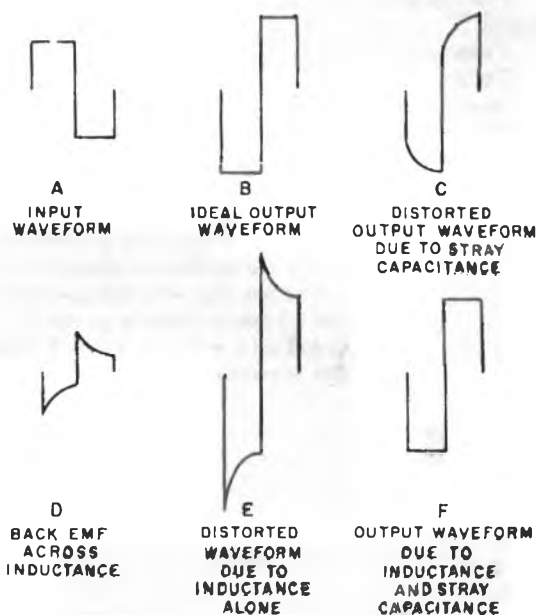 A
INPUT
WAVEFORM
B
IDEAL OUTPUT
WAVEFORM
C
DISTORTED
OUTPUT WAVEFORM
DUE TO STRAY
CAPACITANCE
D
BACK EMF
ACROSS
INDUCTANCE
E
DISTORTED
WAVEFORM
DUE TO
INDUCTANCE
ALONE
F
OUTPUT WAVEFORM
DUE TO
INDUCTANCE
AND STRAY
CAPACITANCE